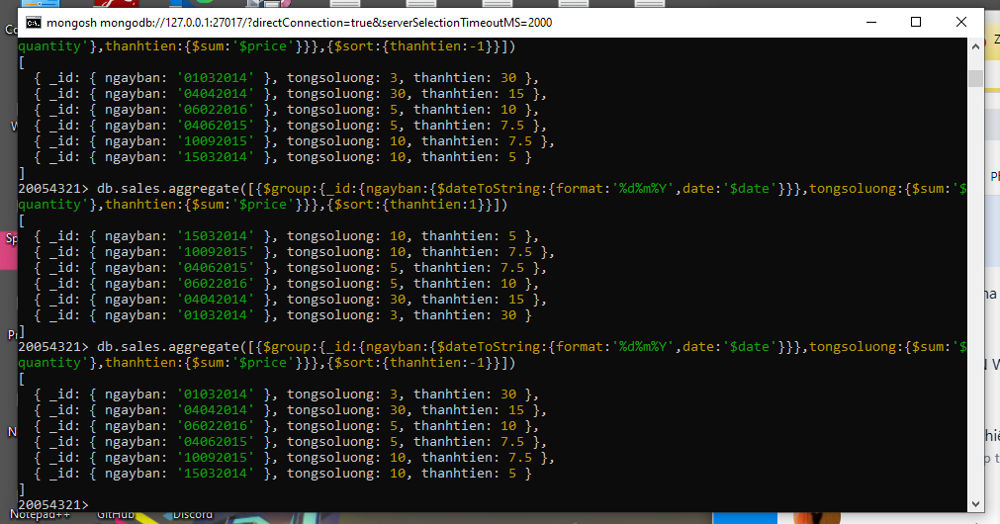 mongosh mongodb://127.0.0.1:27017/?directConnection=true&serverSelectionTimeoutMS=2000
quantity'},thanhtien:{$sum:'$price'}}},{$sort:{thanhtien:-1}}])
[
  { _id: { ngayban: '01032014' }, tongsoluong: 3, thanhtien: 30 },
  { _id: { ngayban: '04042014' }, tongsoluong: 30, thanhtien: 15 },
  { _id: { ngayban: '06022016' }, tongsoluong: 5, thanhtien: 10 },
  { _id: { ngayban: '04062015' }, tongsoluong: 5, thanhtien: 7.5 },
  { _id: { ngayban: '10092015' }, tongsoluong: 10, thanhtien: 7.5 },
  { _id: { ngayban: '15032014' }, tongsoluong: 10, thanhtien: 5 }
]
20054321> db.sales.aggregate([{$group:{_id:{ngayban:{$dateToString:{format:'%d%m%Y',date:'$date'}}},tongsoluong:{$sum:'$
quantity'},thanhtien:{$sum:'$price'}}},{$sort:{thanhtien:1}}])
[
  { _id: { ngayban: '15032014' }, tongsoluong: 10, thanhtien: 5 },
  { _id: { ngayban: '10092015' }, tongsoluong: 10, thanhtien: 7.5 },
  { _id: { ngayban: '04062015' }, tongsoluong: 5, thanhtien: 7.5 },
  { _id: { ngayban: '06022016' }, tongsoluong: 5, thanhtien: 10 },
  { _id: { ngayban: '04042014' }, tongsoluong: 30, thanhtien: 15 },
  { _id: { ngayban: '01032014' }, tongsoluong: 3, thanhtien: 30 }
]
20054321> db.sales.aggregate([{$group:{_id:{ngayban:{$dateToString:{format:'%d%m%Y',date:'$date'}}},tongsoluong:{$sum:'$
quantity'},thanhtien:{$sum:'$price'}}},{$sort:{thanhtien:-1}}])
[
  { _id: { ngayban: '01032014' }, tongsoluong: 3, thanhtien: 30 },
  { _id: { ngayban: '04042014' }, tongsoluong: 30, thanhtien: 15 },
  { _id: { ngayban: '06022016' }, tongsoluong: 5, thanhtien: 10 },
  { _id: { ngayban: '04062015' }, tongsoluong: 5, thanhtien: 7.5 },
  { _id: { ngayban: '10092015' }, tongsoluong: 10, thanhtien: 7.5 },
  { _id: { ngayban: '15032014' }, tongsoluong: 10, thanhtien: 5 }
]
20054321>
Notepad++ GitHub Discord